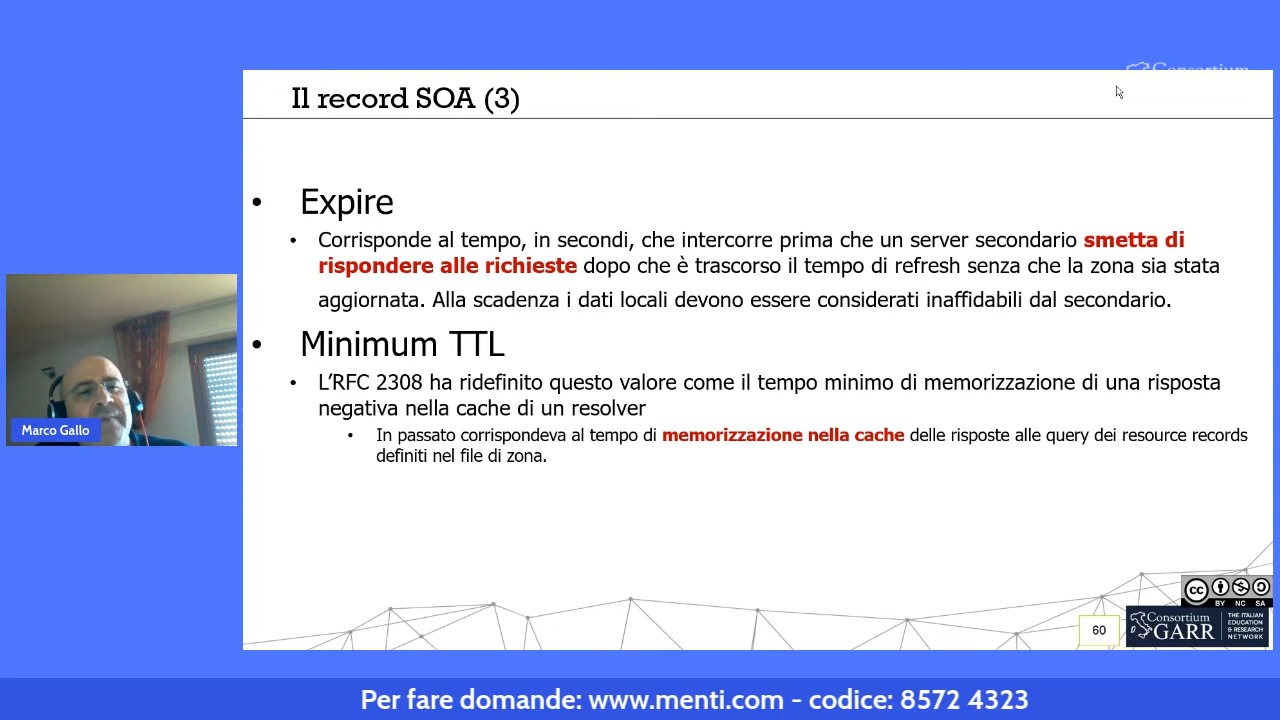 Consortium
Il record SOA (3)
• Expire
• Corrisponde al tempo, in secondi, che intercorre prima che un server secondario smetta di
rispondere alle richieste dopo che è trascorso il tempo di refresh senza che la zona sia stata
aggiornata. Alla scadenza i dati locali devono essere considerati inaffidabili dal secondario.
• Minimum TTL
• L'RFC 2308 ha ridefinito questo valore come il tempo minimo di memorizzazione di una risposta
negativa nella cache di un resolver
• In passato corrispondeva al tempo di memorizzazione nella cache delle risposte alle query dei resource records
definiti nel file di zona.
Marco Gallo
60
cc
BY NC SA
Consortium
GARR
THE ITALIAN
EDUCATION
& RESEARCH
NETWORK
Per fare domande: www.menti.com - codice: 8572 4323